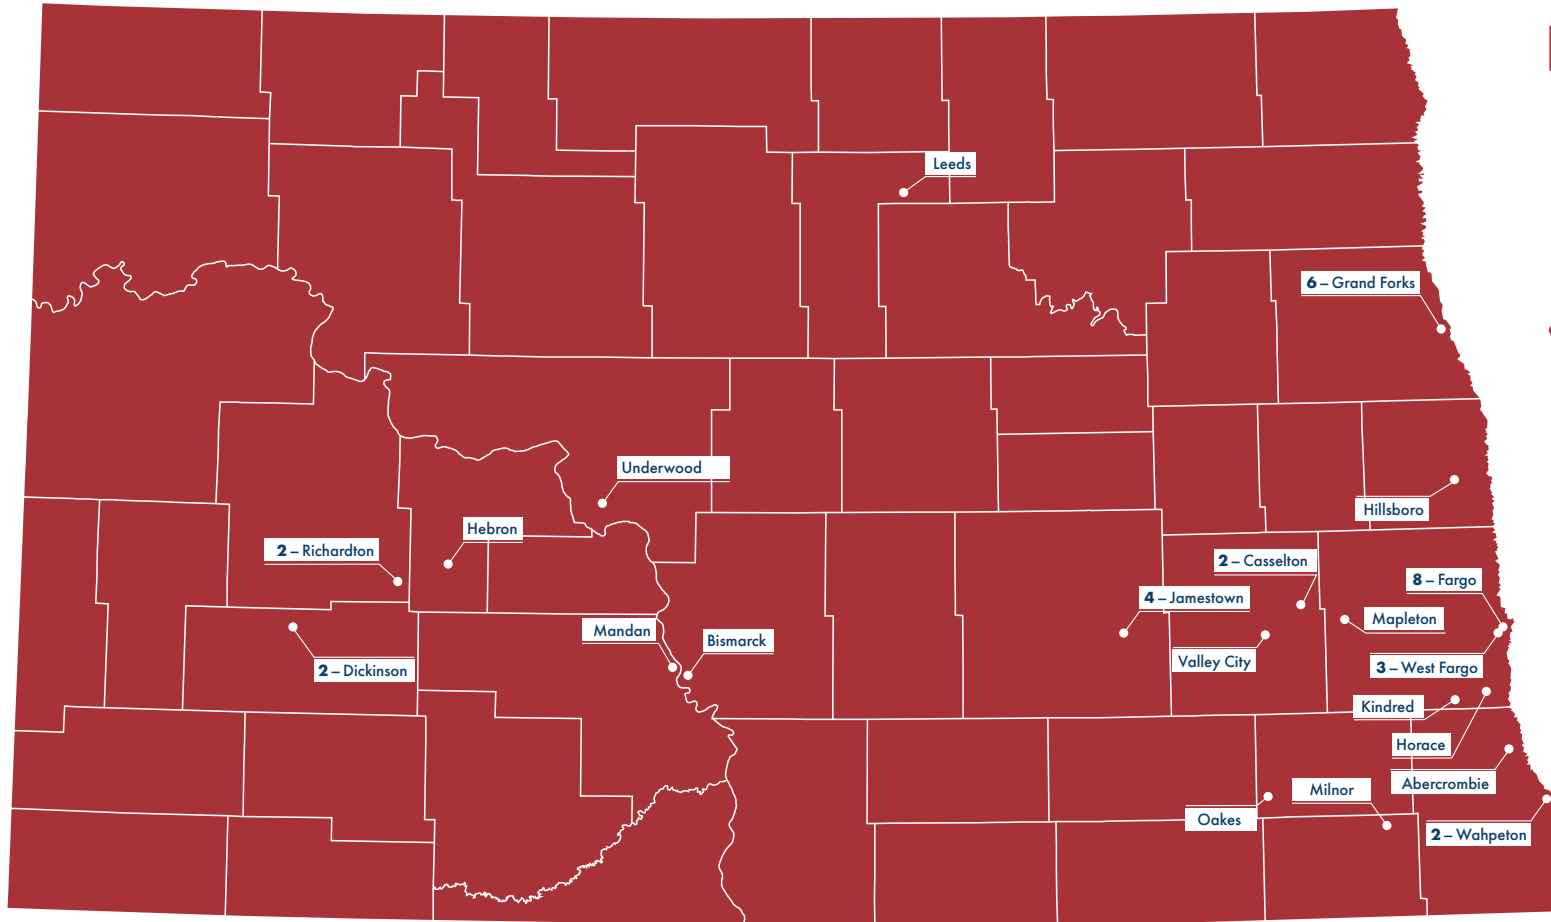 Leeds
6 – Grand Forks
Underwood
Hillsboro
Hebron
2 – Richardton
2 – Casselton
8 – Fargo
4 – Jamestown
Mapleton
Mandan
Bismarck
Valley City
3 – West Fargo
2 – Dickinson
Kindred
Horace
Abercrombie
Milnor
Oakes
2 – Wahpeton